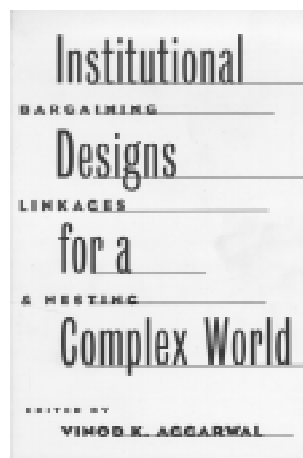 Institutional
BARGAINING
Designs
LINKAGES
for a
& NESTING
Complex World
EDITED BY
VINOD K. AGGARWAL